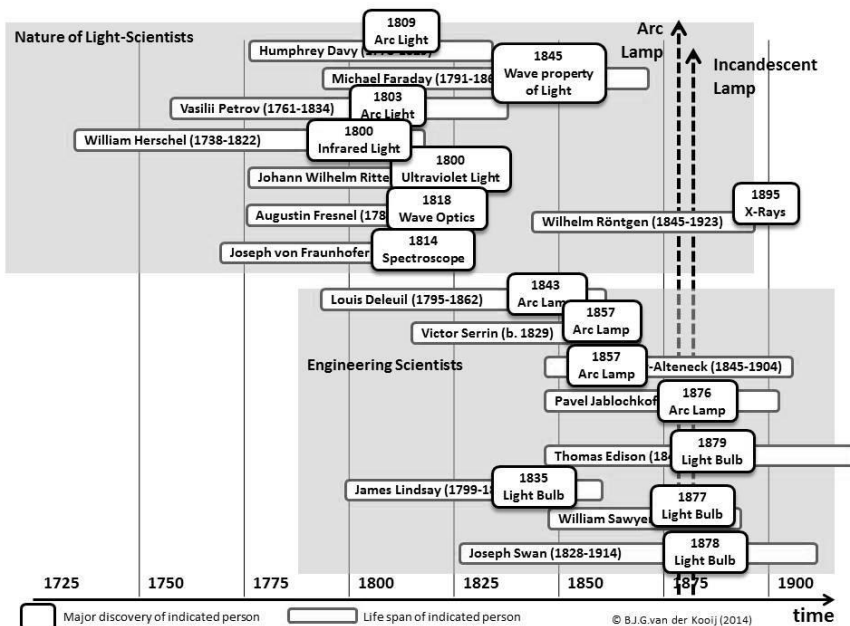 1809
Arc Light
Nature of Light-Scientists
Humphrey Davy
Arc
Lamp
1845
Wave property
of Light
Incandescent
Lamp
Michael Faraday (1791-186
1803
Arc Light
Vasilii Petrov (1761-1834)
1800
Infrared Light
William Herschel (1738-1822)
1800
Ultraviolet Light
Johann Wilhelm Ritte
1818
Wave Optics
Augustin Fresnel (178
1895
X-Rays
Wilhelm Röntgen (1845-1923)
1814
Spectroscope
Joseph von Fraunhofer
1843
Arc Lamp
Louis Deleuil (1795-1862)
1857
Arc Lamp
Victor Serrin (b. 1829)
Engineering Scientists
1857
Arc Lamp
-Alteneck (1845-1904)
1876
Arc Lamp
Pavel Jablochkof
1879
Light Bulb
Thomas Edison (184
1835
Light Bulb
James Lindsay (1799-18
1877
Light Bulb
William Sawye
1878
Light Bulb
Joseph Swan (1828-1914)
1725 1750 1775 1800 1825 1850 1875 1900
Major discovery of indicated person
Life span of indicated person
© B.J.G.van der Kooij (2014)
time